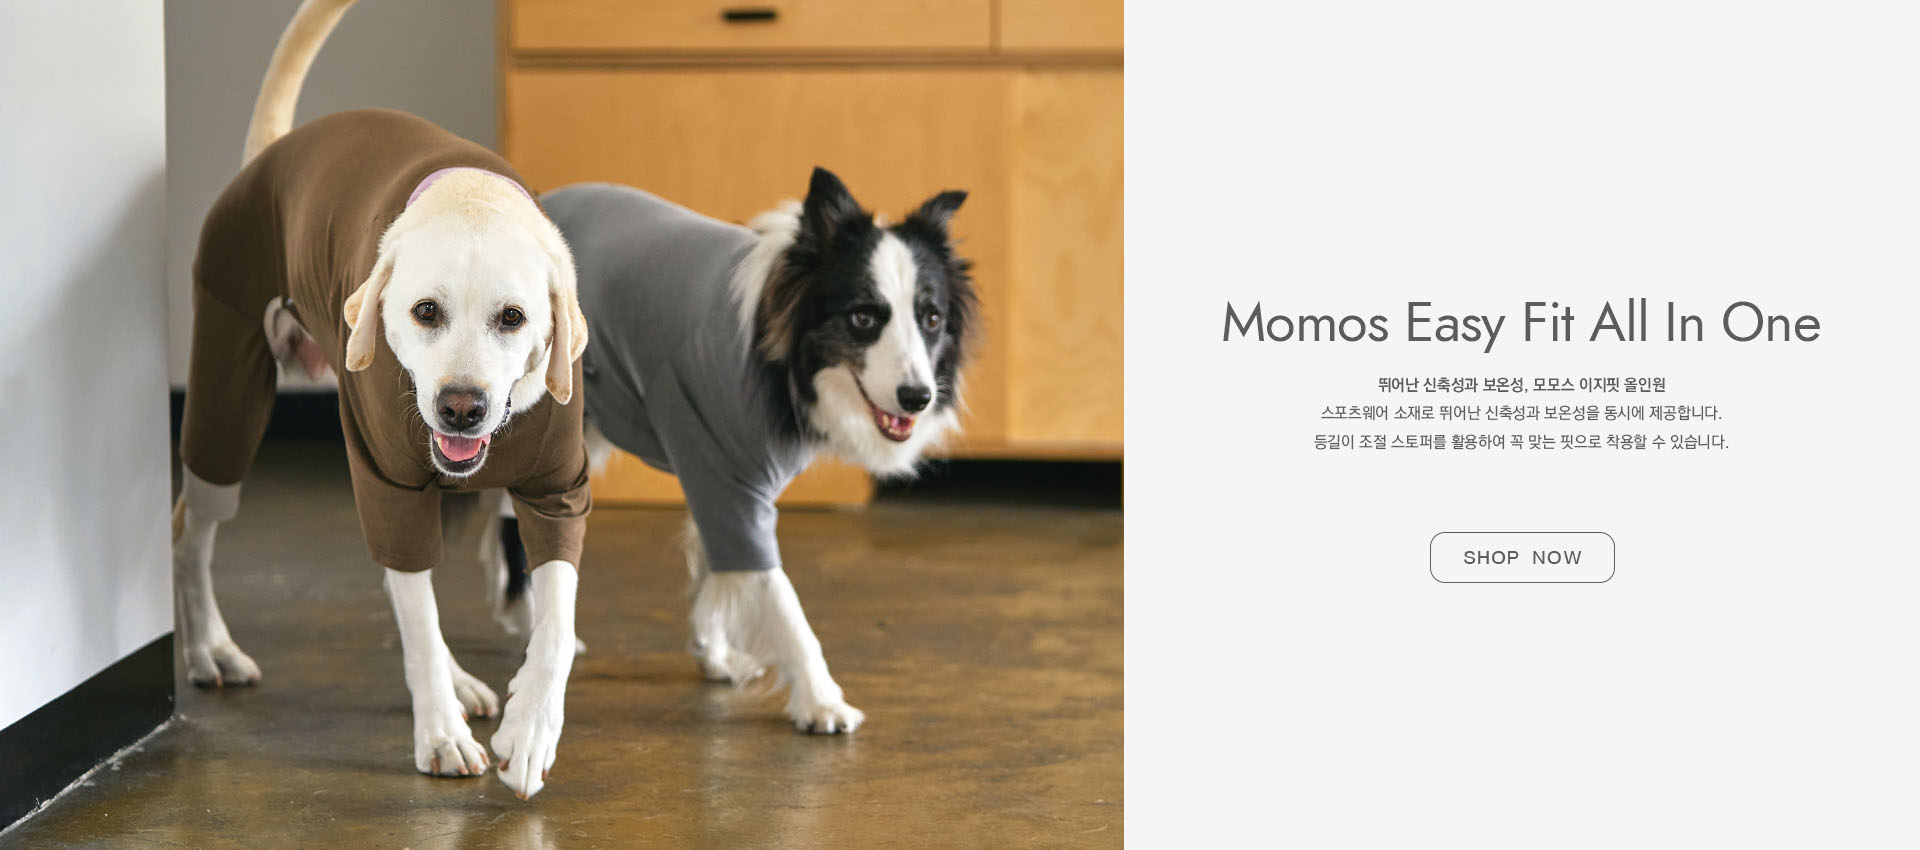 Momos Easy Fit All In One
뛰어난 신축성과 보온성, 모모스 이지핏 올인원
스포츠웨어 소재로 뛰어난 신축성과 보온성을 동시에 제공합니다.
등길이 조절 스토퍼를 활용하여 꼭 맞는 핏으로 착용할 수 있습니다.
SHOP NOW